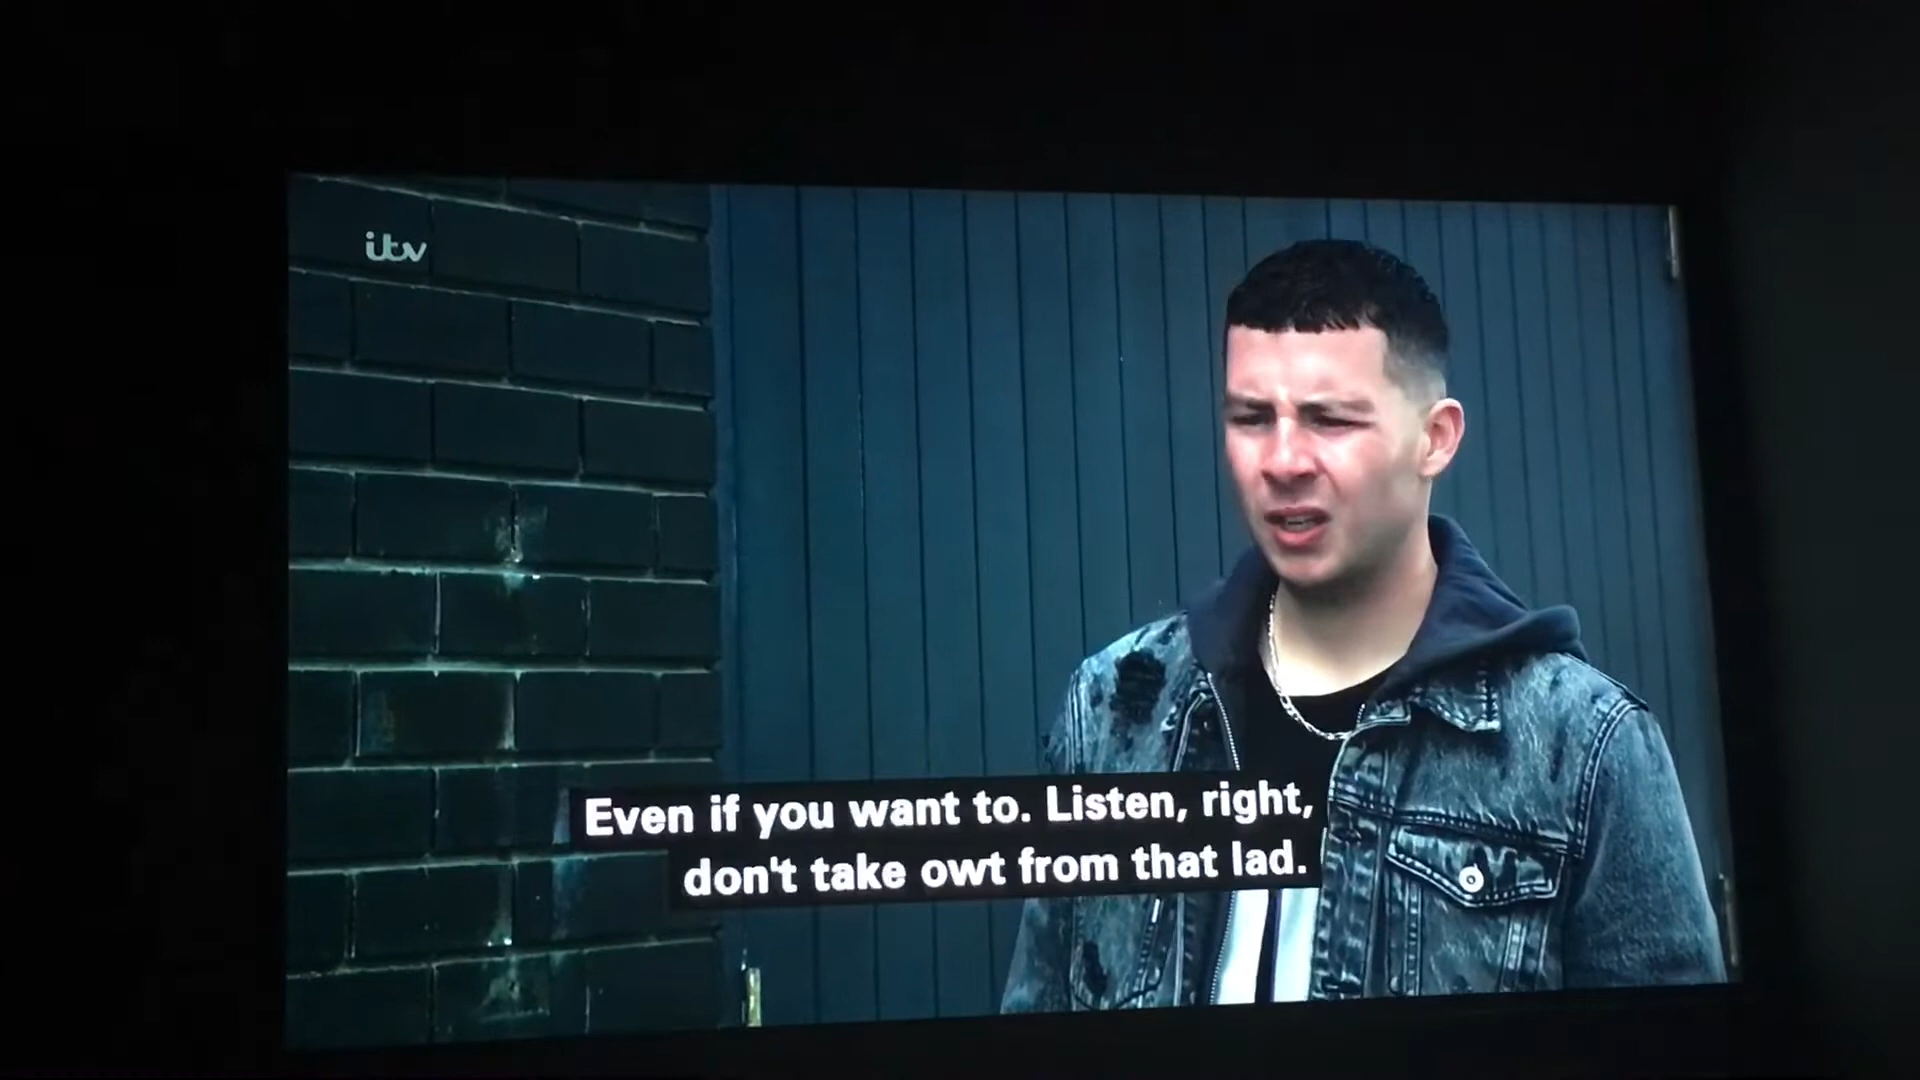 itv
Even if you want to. Listen, right,
don't take owt from that lad.